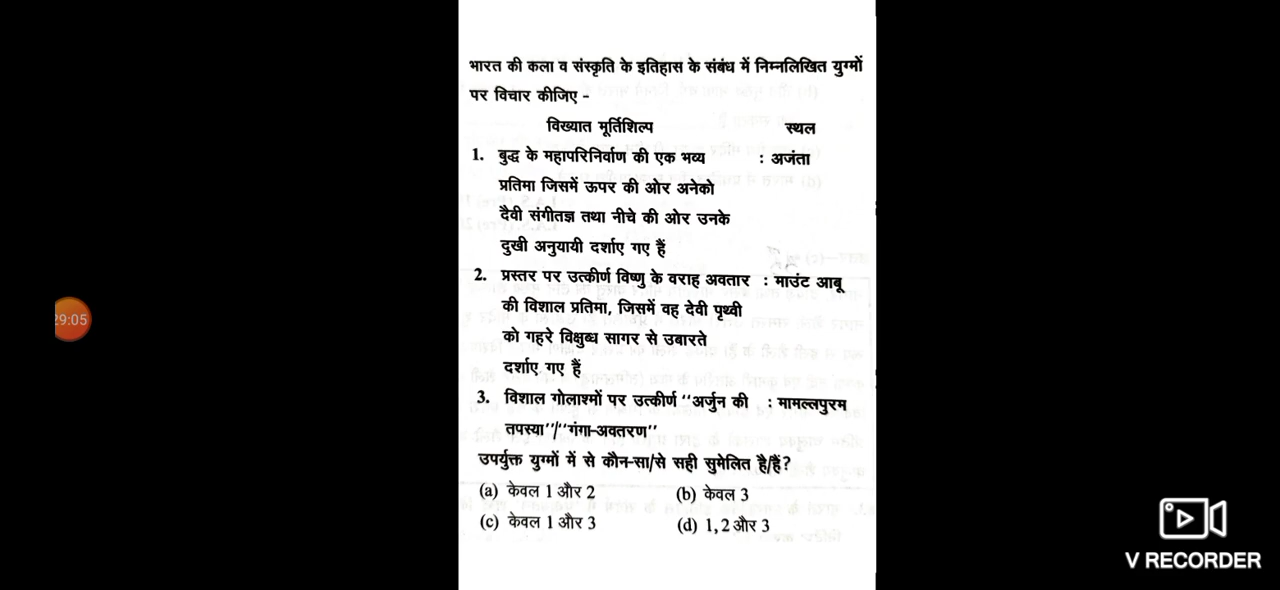 भारत की कला व संस्कृति के इतिहास के संबंध में निम्नलिखित युग्मों
पर विचार कीजिए -
विख्यात मूर्तिशिल्प स्थल
1. बुद्ध के महापरिनिर्वाण की एक भव्य : अजंता
प्रतिमा जिसमें ऊपर की ओर अनेको
दैवी संगीतज्ञ तथा नीचे की ओर उनके
दुखी अनुयायी दर्शाए गए हैं
2. प्रस्तर पर उत्कीर्ण विष्णु के वराह अवतार : माउंट आबू
की विशाल प्रतिमा, जिसमें वह देवी पृथ्वी
को गहरे विक्षुब्ध सागर से उबारते
दर्शाए गए हैं
3. विशाल गोलाश्मों पर उत्कीर्ण "अर्जुन की : मामल्लपुरम
तपस्या"/"गंगा-अवतरण"
उपर्युक्त युग्मों में से कौन-सा/से सही सुमेलित है/हैं?
(a) केवल 1 और 2 (b) केवल 3
(c) केवल 1 और 3 (d) 1, 2 और 3
29:05
V RECORDER